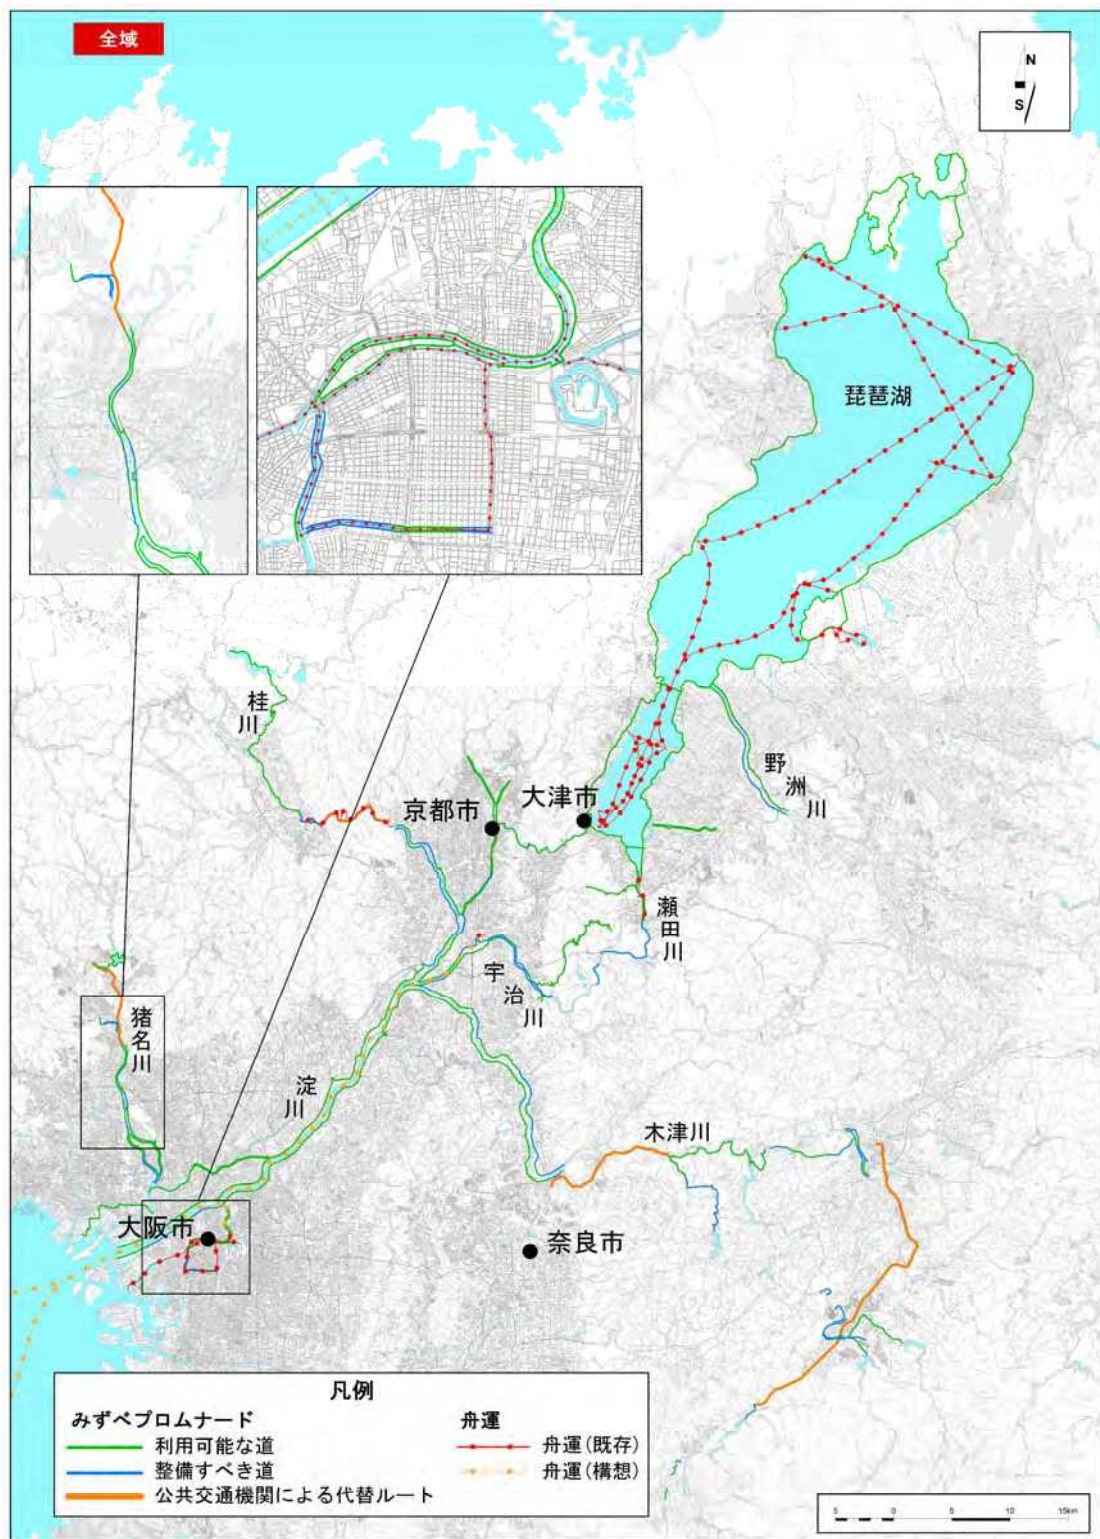 全域
N
S
琵琶湖
桂川
京都市
大津市
野洲川
瀬田川
宇治川
猪名川
淀川
木津川
大阪市
奈良市
凡例
みずべプロムナード
利用可能な道
整備すべき道
公共交通機関による代替ルート
舟運
舟運(既存)
舟運(構想)
5 0 5 10 15km